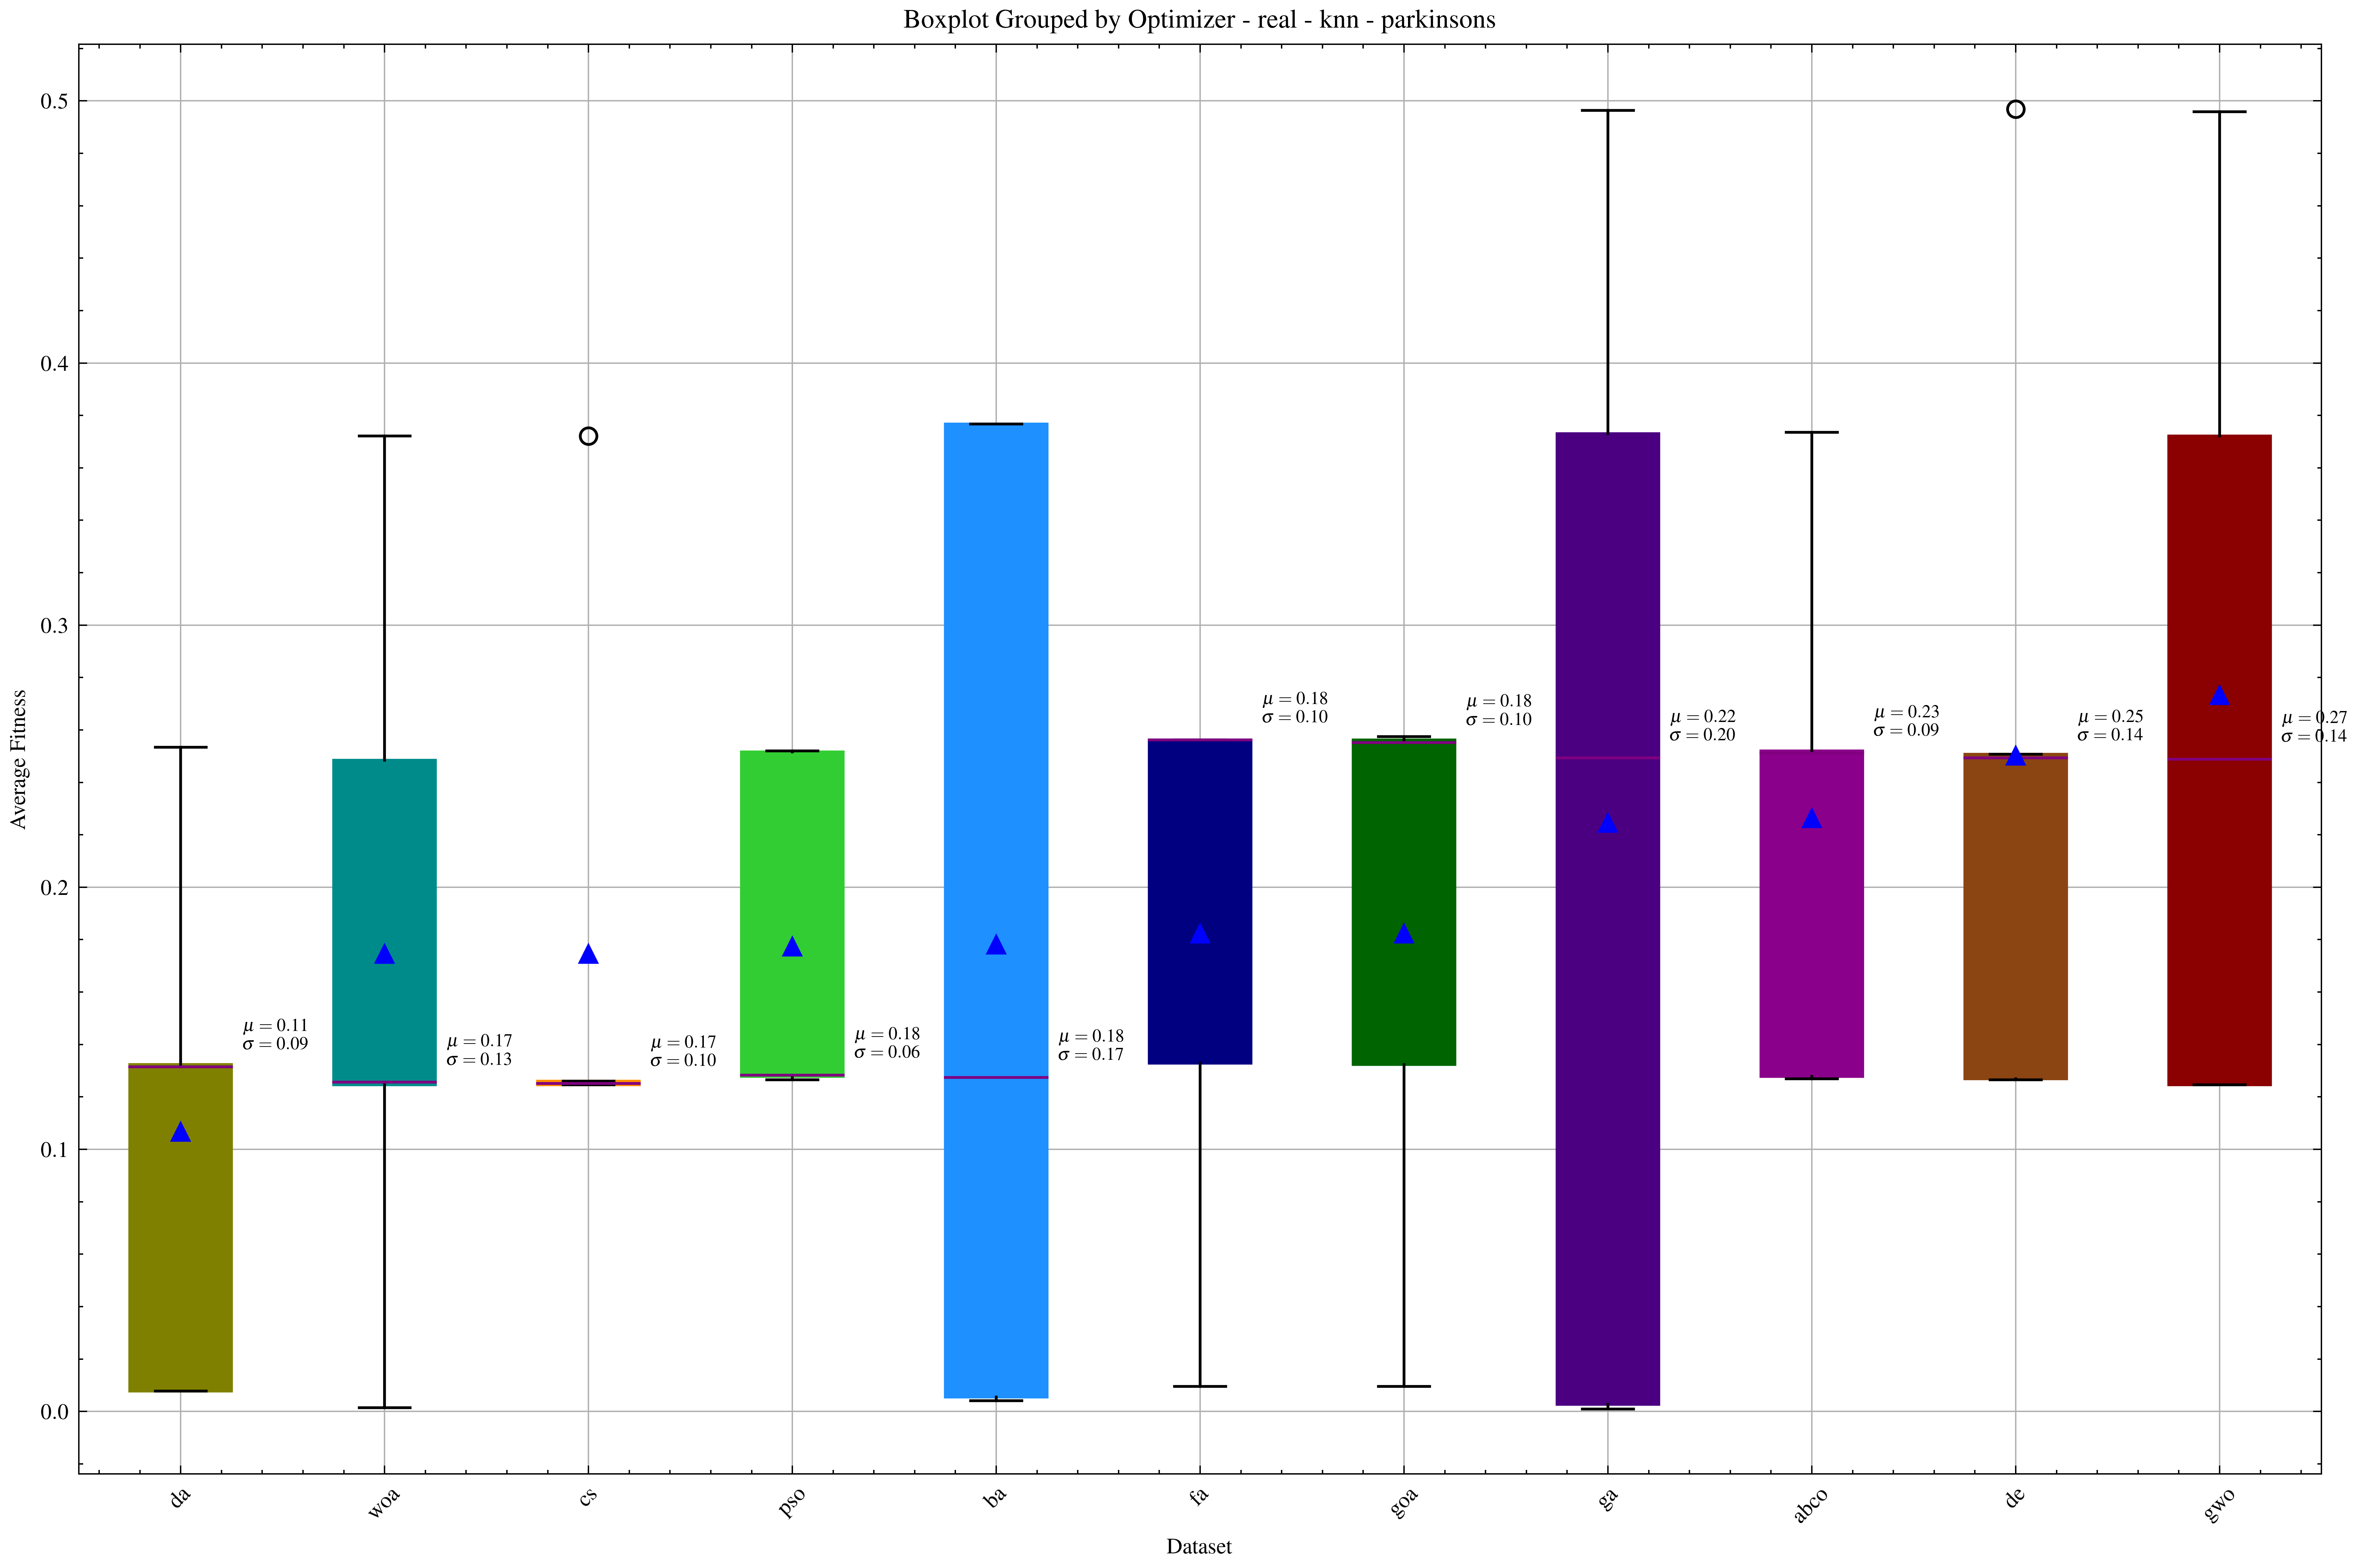 Boxplot Grouped by Optimizer - real - knn - parkinsons
Average Fitness
0.5
0.4
0.3
0.2
0.1
0.0
μ = 0.11
σ = 0.09
μ = 0.17
σ = 0.13
μ = 0.17
σ = 0.10
μ = 0.18
σ = 0.06
μ = 0.18
σ = 0.17
μ = 0.18
σ = 0.10
μ = 0.18
σ = 0.10
μ = 0.22
σ = 0.20
μ = 0.23
σ = 0.09
μ = 0.25
σ = 0.14
μ = 0.27
σ = 0.14
da
woa
cs
pso
ba
fa
goa
ga
abco
de
gwo
Dataset